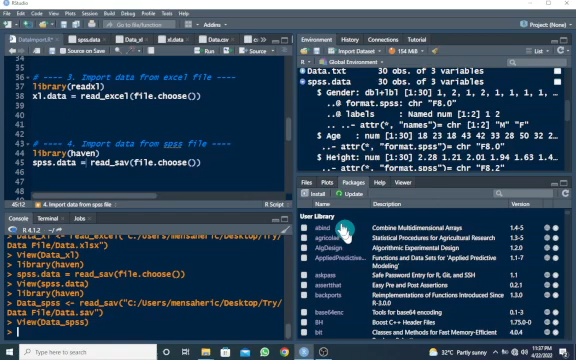 RStudio
File Edit Code View Plots Session Build Debug Profile Tools Help
Go to file/function
Addins
Project: (None)
DataImport.R*
spss.data
Data_xl
xl.data
Data.csv
Source on Save
Run
Source
34
35
36 # ---- 3. Import data from excel file ----
37 library(readxl)
38 xl.data = read_excel(file.choose())
39
40
41
42
43 # ---- 4. Import data from spss file ----
44 library(haven)
45 spss.data = read_sav(file.choose())
46
47
48
4. Import data from spss file
R Script
Console
Terminal
Jobs
R 4.1.2 · ~/
> Data_xl <- read_excel("C:/Users/mensaheric/Desktop/Try/
Data File/Data.xlsx")
> View(Data_xl)
> library(haven)
> spss.data = read_sav(file.choose())
> View(spss.data)
> library(haven)
> Data_spss <- read_sav("C:/Users/mensaheric/Desktop/Try/
Data File/Data.sav")
> View(Data_spss)
>
Environment
History
Connections
Tutorial
Import Dataset
154 MiB
List
R
Global Environment
Data.txt 30 obs. of 3 variables
spss.data 30 obs. of 3 variables
$ Gender: dbl+lbl [1:30] 1, 2, 1, 2, 1, 1, 1, 1,
..@ format.spss: chr "F8.0"
..@ labels : Named num [1:2] 1 2
.. ..- attr(*, "names")= chr "M" "F"
$ Age : num [1:30] 18 23 18 43 42 33 28 50 32 2
..- attr(*, "format.spss")= chr "F8.0"
$ Height: num [1:30] 2.28 1.21 2.01 1.94 1.63 1.4
..- attr(*, "format.spss")= chr "F8.2"
Files
Plots
Packages
Help
Viewer
Install
Update
Name
Description
Version
User Library
abind Combine Multidimensional Arrays 1.4-5
agricolae Statistical Procedures for Agricultural Research 1.3-5
AlgDesign Algorithmic Experimental Design 1.2.0
AppliedPredictive... Functions and Data Sets for 'Applied Predictive Modeling'
askpass Safe Password Entry for R, Git, and SSH 1.1
assertthat Easy Pre and Post Assertions 0.2.1
backports Reimplementations of Functions Introduced Since R-3.0.0
base64enc Tools for base64 encoding 0.1-3
BH Boost C++ Header Files 1.75.0-0
bit Classes and Methods for Fast Memory-Efficient 4.0.4
Type here to search
32°C Partly sunny
11:37 PM
4/22/2022